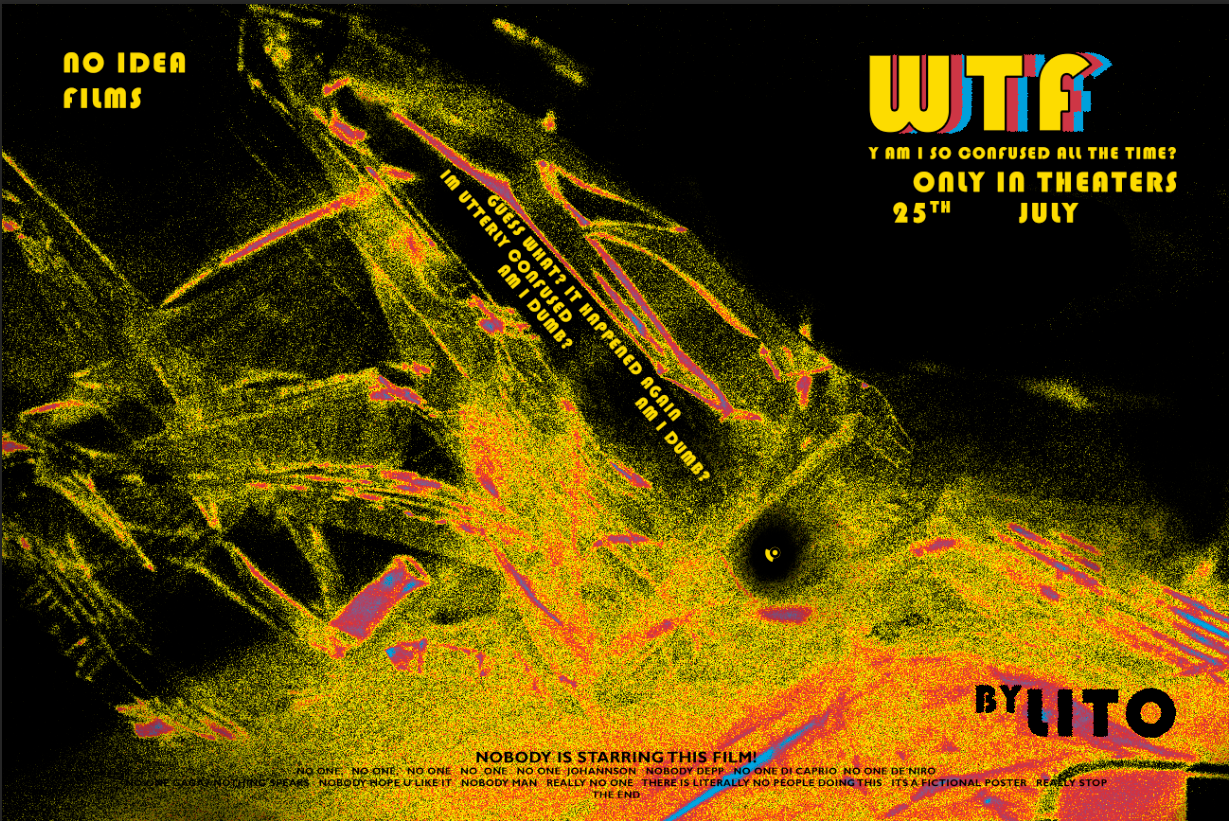 NO IDEA
FILMS
WTF
Y AM I SO CONFUSED ALL THE TIME?
ONLY IN THEATERS
25TH JULY
GUESS WHAT? IT HAPPENED AGAIN
IM UTTERLY CONFUSED
AM I DUMB?
AM I DUMB?
BY LITO
NOBODY IS STARRING THIS FILM!
NO ONE, NO ONE, NO ONE NO ONE NO ONE JOHANNSON NOBODY DEPP NO ONE DI CAPRIO NO ONE DE NIRO
NOTHING SPEARS NOBODY HOPE U LIKE IT NOBODY MAN REALLY NO ONE THERE IS LITERALLY NO PEOPLE DOING THIS ITS A FICTIONAL POSTER REALLY STOP
THE END